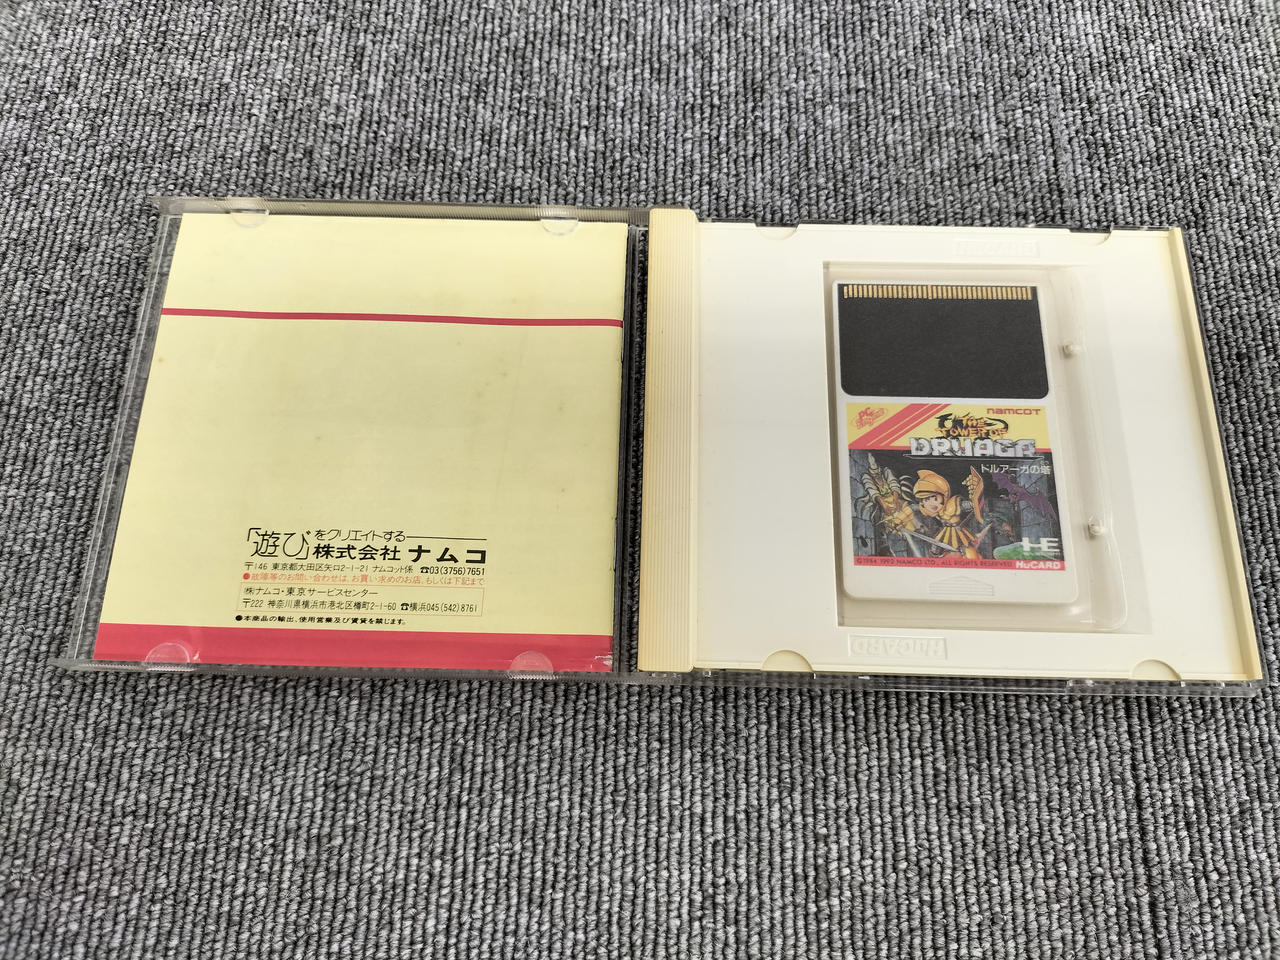 「遊び」をクリエイトする
株式会社 ナムコ
〒146 東京都大田区矢口2-1-21 ナムコット係 ☎03(3756)7651
●故障等のお問い合わせは、お買い求めのお店、もしくは下記まで
㈱ナムコ・東京サービスセンター
〒222 神奈川県横浜市港北区樽町2-1-60 ☎横浜045(542)8761
●本商品の輸出、使用営業及び賃貸を禁じます。
PC
namcoT
THE
TOWER OF
DRUAGA
ドルアーガの塔
HE
©1984 1992 NAMCO LTD., ALL RIGHTS RESERVED
HuCARD
HuCARD